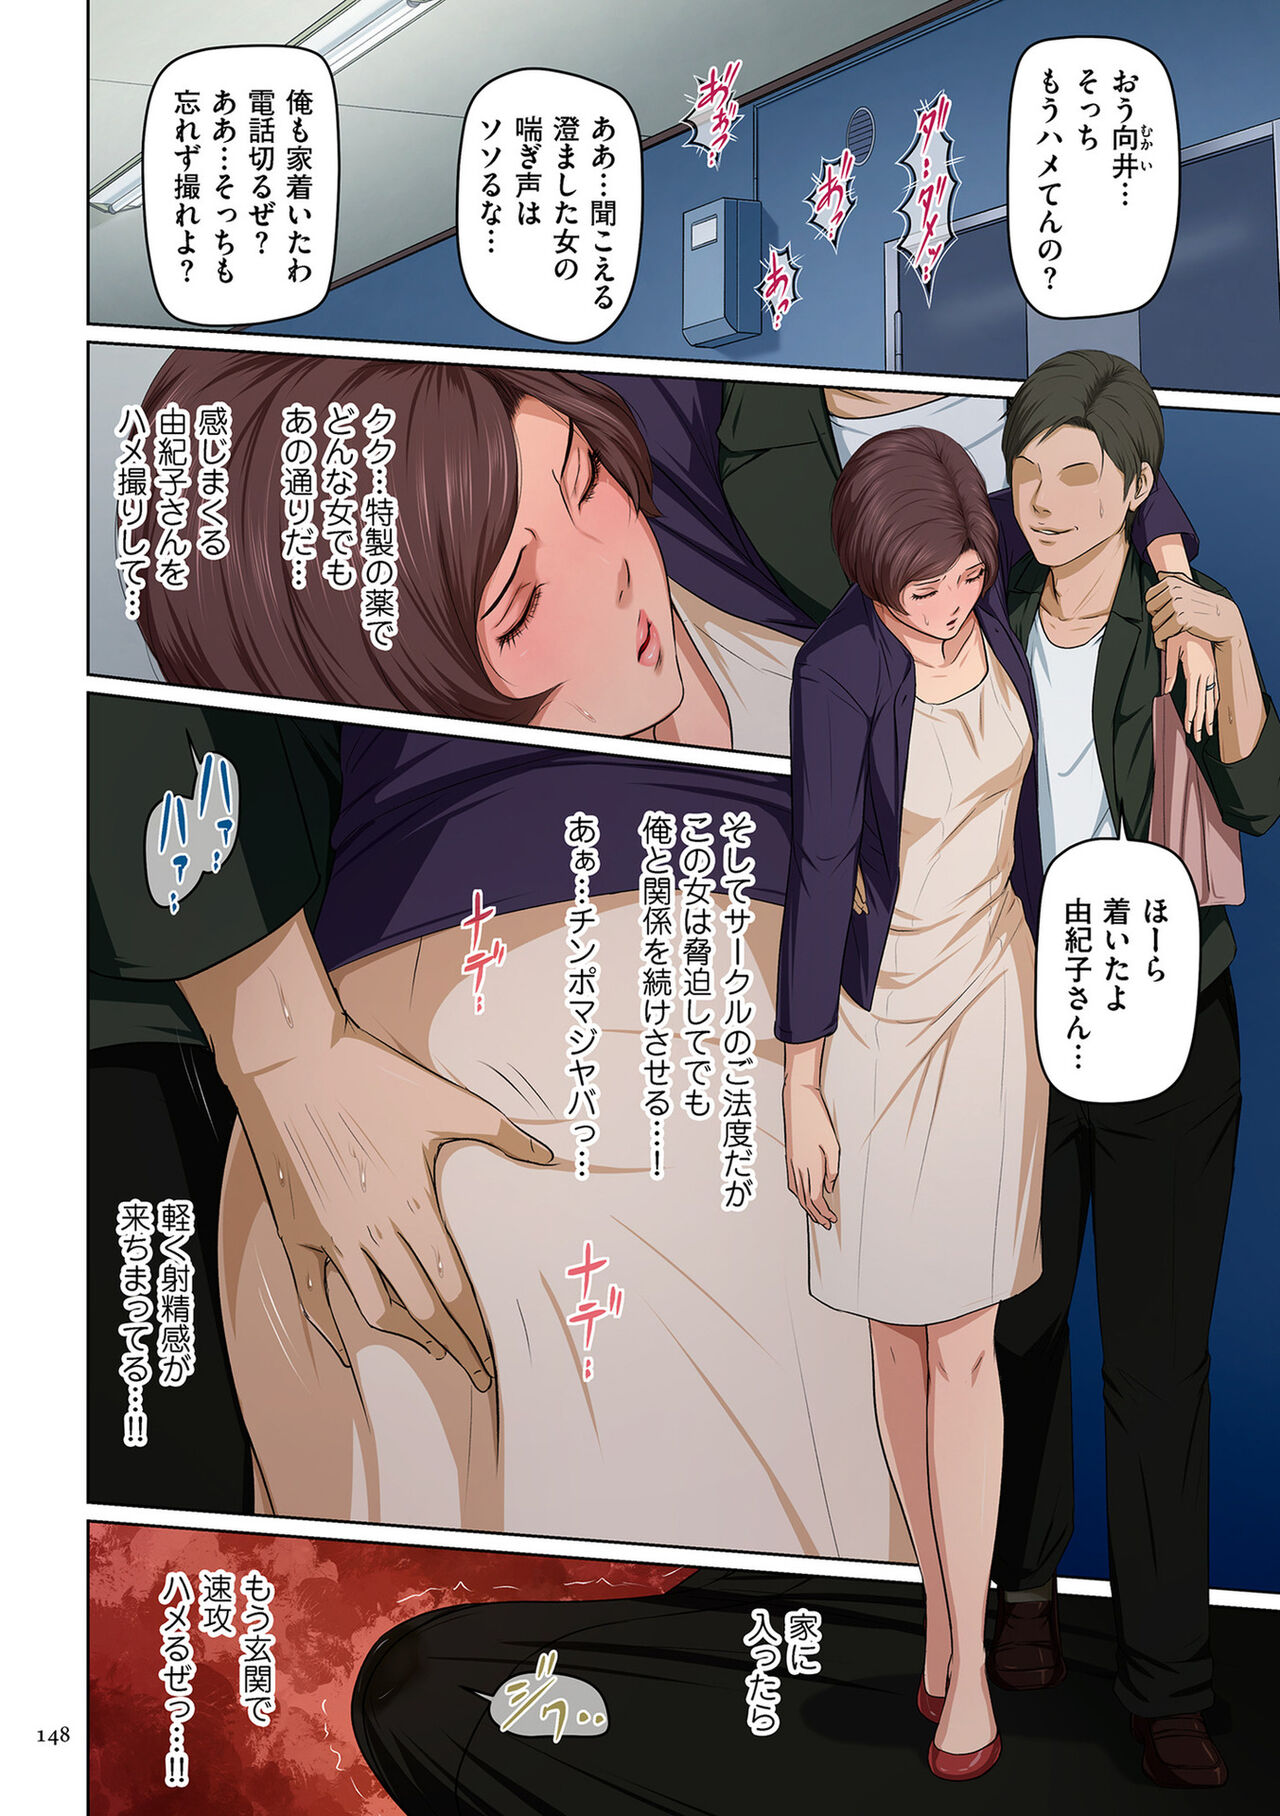 おう向井…
むかい
そっち
もうハメてんの？
ダ…ダメッ…
あっ…
あっ…
おおっ…
ああ…聞こえる
澄ました女の
喘ぎ声は
ソソるな…
俺も家着いたわ
電話切るぜ？
ああ…そっちも
忘れず撮れよ？
ほーら
着いたよ
由紀子さん…
クク…特製の薬で
どんな女でも
あの通りだ…
感じまくる
由紀子さんを
ハメ撮りして…
そしてサークルのご法度だが
この女は脅迫してでも
俺と関係を続けさせる…！
あぁ…チンポマジヤバっ…
ナデ…
ナデ…
ハァ…
ハァ…
軽く射精感が
来ちまってる…!!
家に
入ったら
ジワ…
もう玄関で
速攻
ハメるぜっ…!!
148